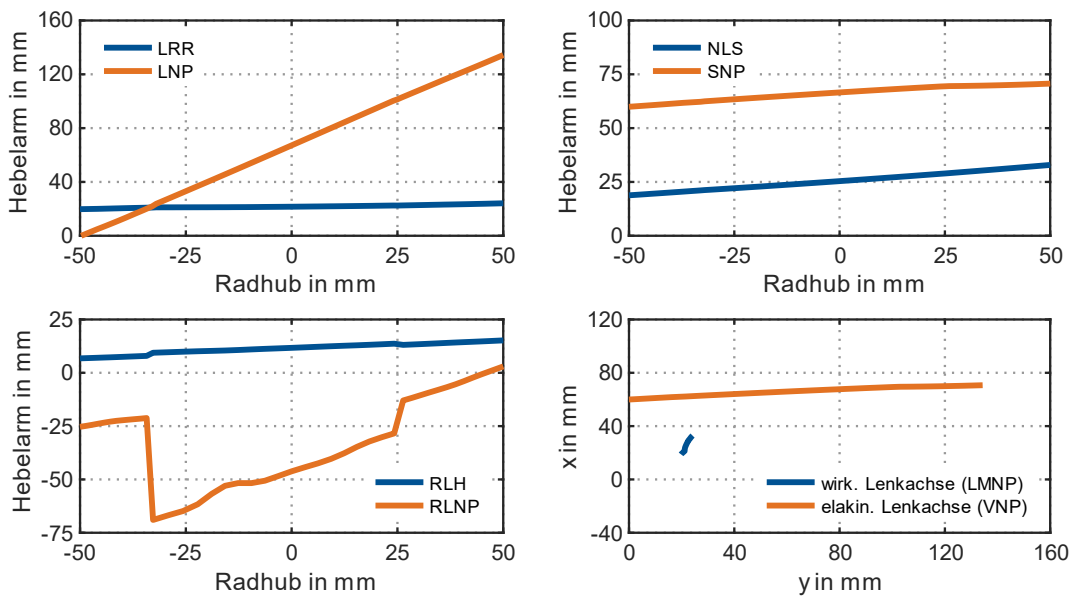 Hebelarm in mm
160
120
80
40
0
LRR
LNP
-50 -25 0 25 50
Radhub in mm
Hebelarm in mm
100
75
50
25
0
NLS
SNP
-50 -25 0 25 50
Radhub in mm
Hebelarm in mm
25
0
-25
-50
-75
RLH
RLNP
-50 -25 0 25 50
Radhub in mm
x in mm
120
80
40
0
-40
wirk. Lenkachse (LMNP)
elakin. Lenkachse (VNP)
0 40 80 120 160
y in mm